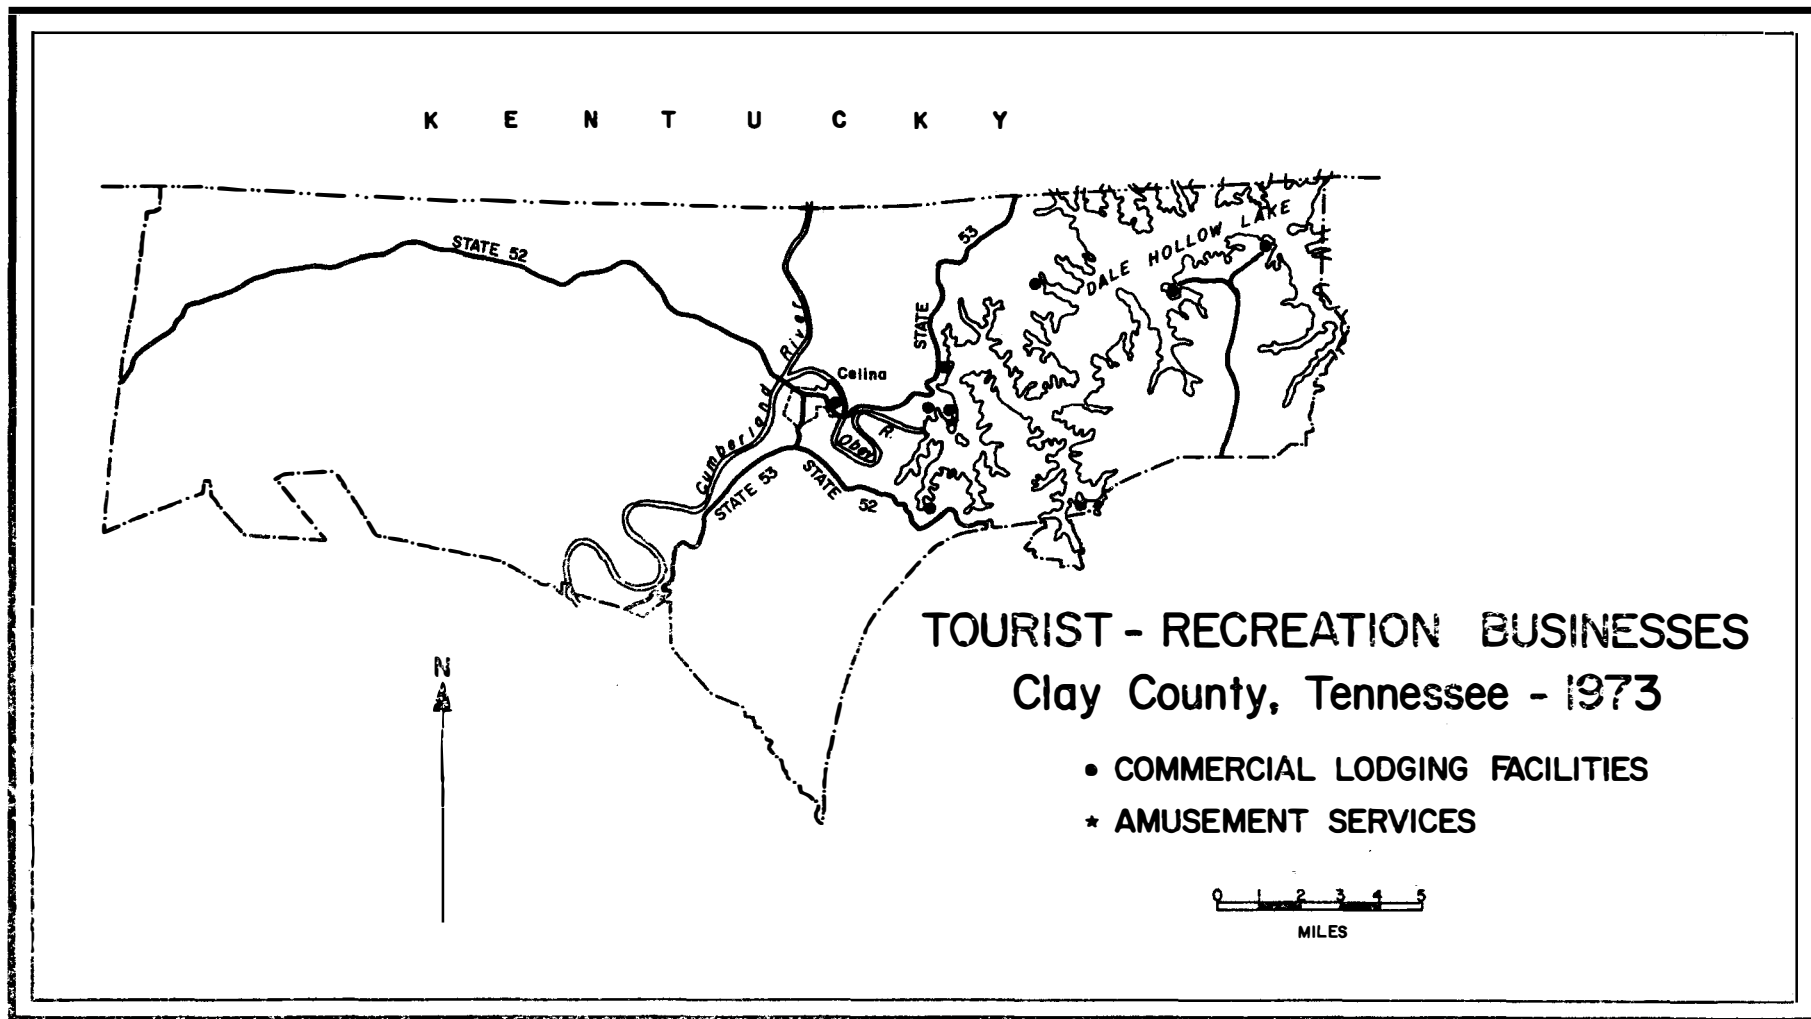 K E N T U C K Y
STATE 52
53
DALE HOLLOW LAKE
STATE
River
Celina
Cumberland
Obey
R.
STATE 53
STATE 52
TOURIST - RECREATION BUSINESSES
Clay County, Tennessee - 1973
N
• COMMERCIAL LODGING FACILITIES
★ AMUSEMENT SERVICES
0 1 2 3 4 5
MILES